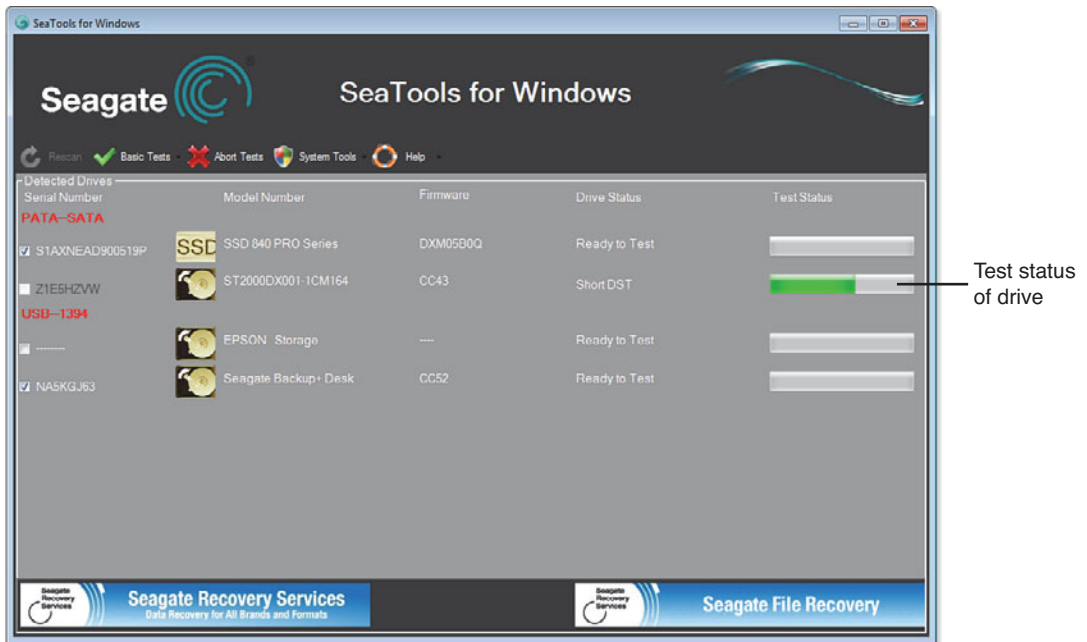 SeaTools for Windows
Seagate
SeaTools for Windows
Rescan Basic Tests Abort Tests System Tools Help
Detected Drives
Serial Number Model Number Firmware Drive Status Test Status
PATA-SATA
S1AXNEAD900519P SSD SSD 840 PRO Series DXM05B0Q Ready to Test
Z1E5HZVW ST2000DX001-1CM164 CC43 Short DST
Test status
of drive
USB-1394
-------- EPSON Storage ---- Ready to Test
NA5KGJ63 Seagate Backup+ Desk CC52 Ready to Test
Seagate
Recovery
Services
Seagate Recovery Services
Data Recovery for All Brands and Formats
Seagate
Recovery
Services
Seagate File Recovery